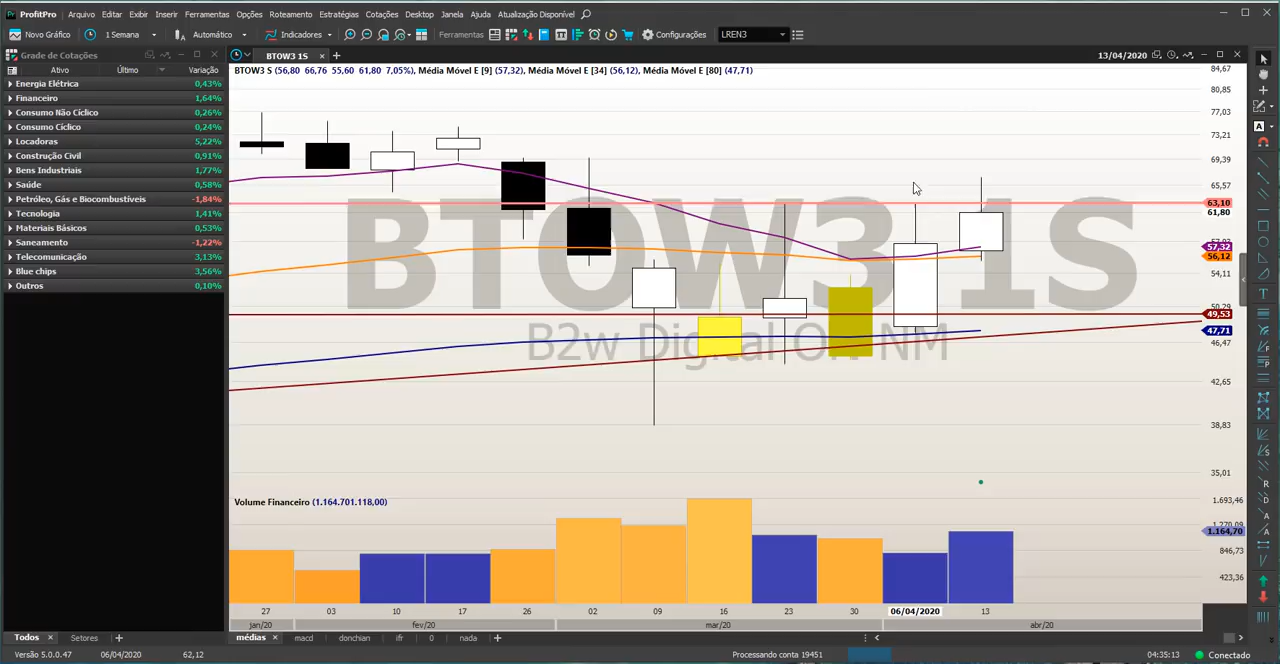 ProfitPro Arquivo Editar Exibir Inserir Ferramentas Opções Roteamento Estratégias Cotações Desktop Janela Ajuda Atualização Disponível
Novo Gráfico 1 Semana Automático Indicadores Ferramentas Configurações LREN3
Grade de Cotações
BTOW3 1S
13/04/2020
Ativo Último Variação
Energia Elétrica 0,43%
Financeiro 1,64%
Consumo Não Cíclico 0,26%
Consumo Cíclico 0,24%
Locadoras 5,22%
Construção Civil 0,91%
Bens Industriais 1,77%
Saúde 0,58%
Petróleo, Gás e Biocombustíveis -1,84%
Tecnologia 1,41%
Materiais Básicos 0,53%
Saneamento -1,22%
Telecomunicação 3,13%
Blue chips 3,56%
Outros 0,10%
BTOW3 S (56,80 66,76 55,60 61,80 7,05%), Média Móvel E [9] (57,32), Média Móvel E [34] (56,12), Média Móvel E [80] (47,71)
BTOW3 1S
B2w Digital On NM
84,67
80,85
77,03
73,21
69,39
65,57
63,10
61,80
57,32
56,12
54,11
50,29
49,53
47,71
46,47
42,65
38,83
35,01
Volume Financeiro (1.164.701.118,00)
1.693,46
1.270,09
1.164,70
846,73
423,36
27 03 10 17 26 02 09 16 23 30 06/04/2020 13
jan/20 fev/20 mar/20 abr/20
Todos Setores
médias macd donchian ifr 0 nada
Versão 5.0.0.47 06/04/2020 62,12 Processando conta 19451 04:35:13 Conectado